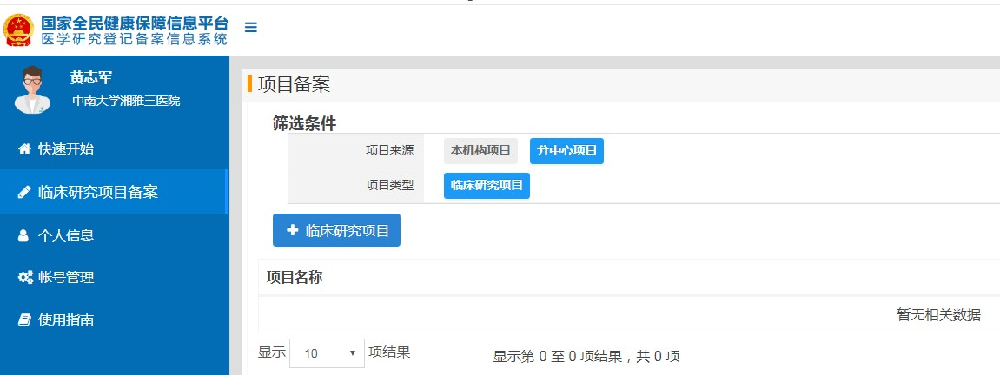 国家全民健康保障信息平台
医学研究登记备案信息系统
黄志军
中南大学湘雅三医院
快速开始
临床研究项目备案
个人信息
帐号管理
使用指南
项目备案
筛选条件
项目来源 本机构项目 分中心项目
项目类型 临床研究项目
+ 临床研究项目
项目名称
暂无相关数据
显示 10 项结果 显示第 0 至 0 项结果，共 0 项